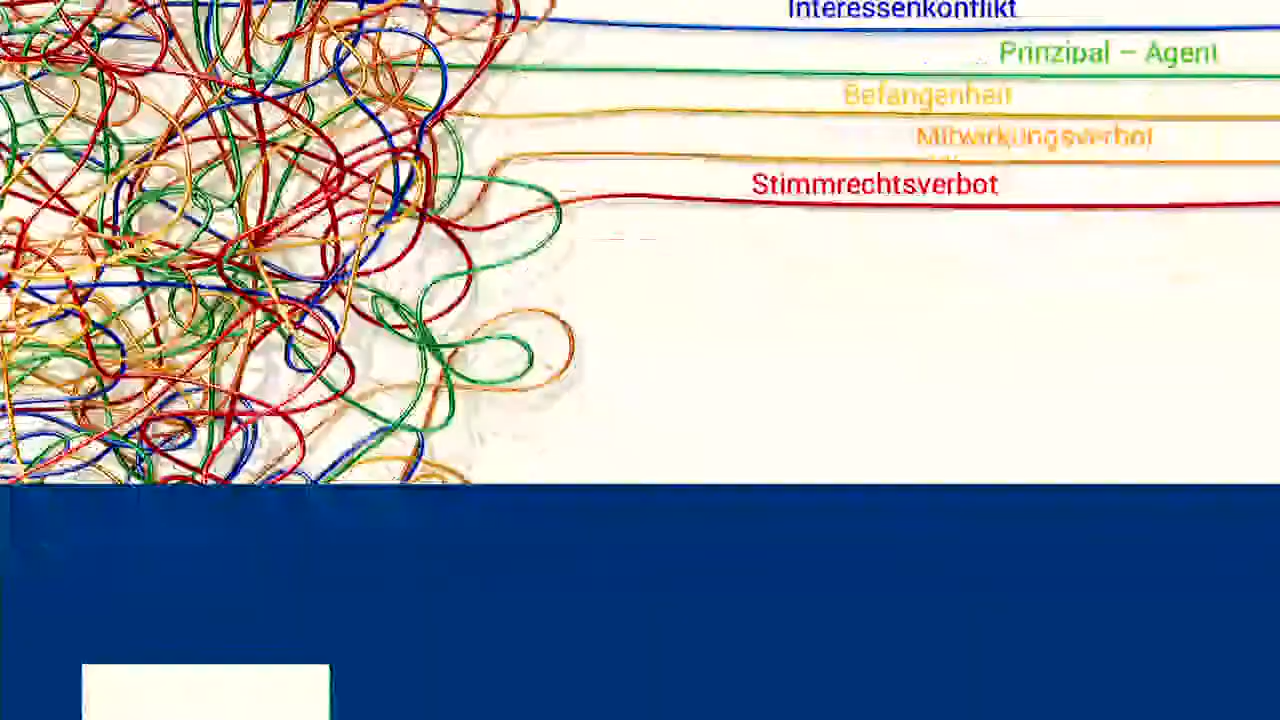 Interessenkonflikt
Prinzipal – Agent
Befangenheit
Mitwirkungsverbot
Stimmrechtsverbot